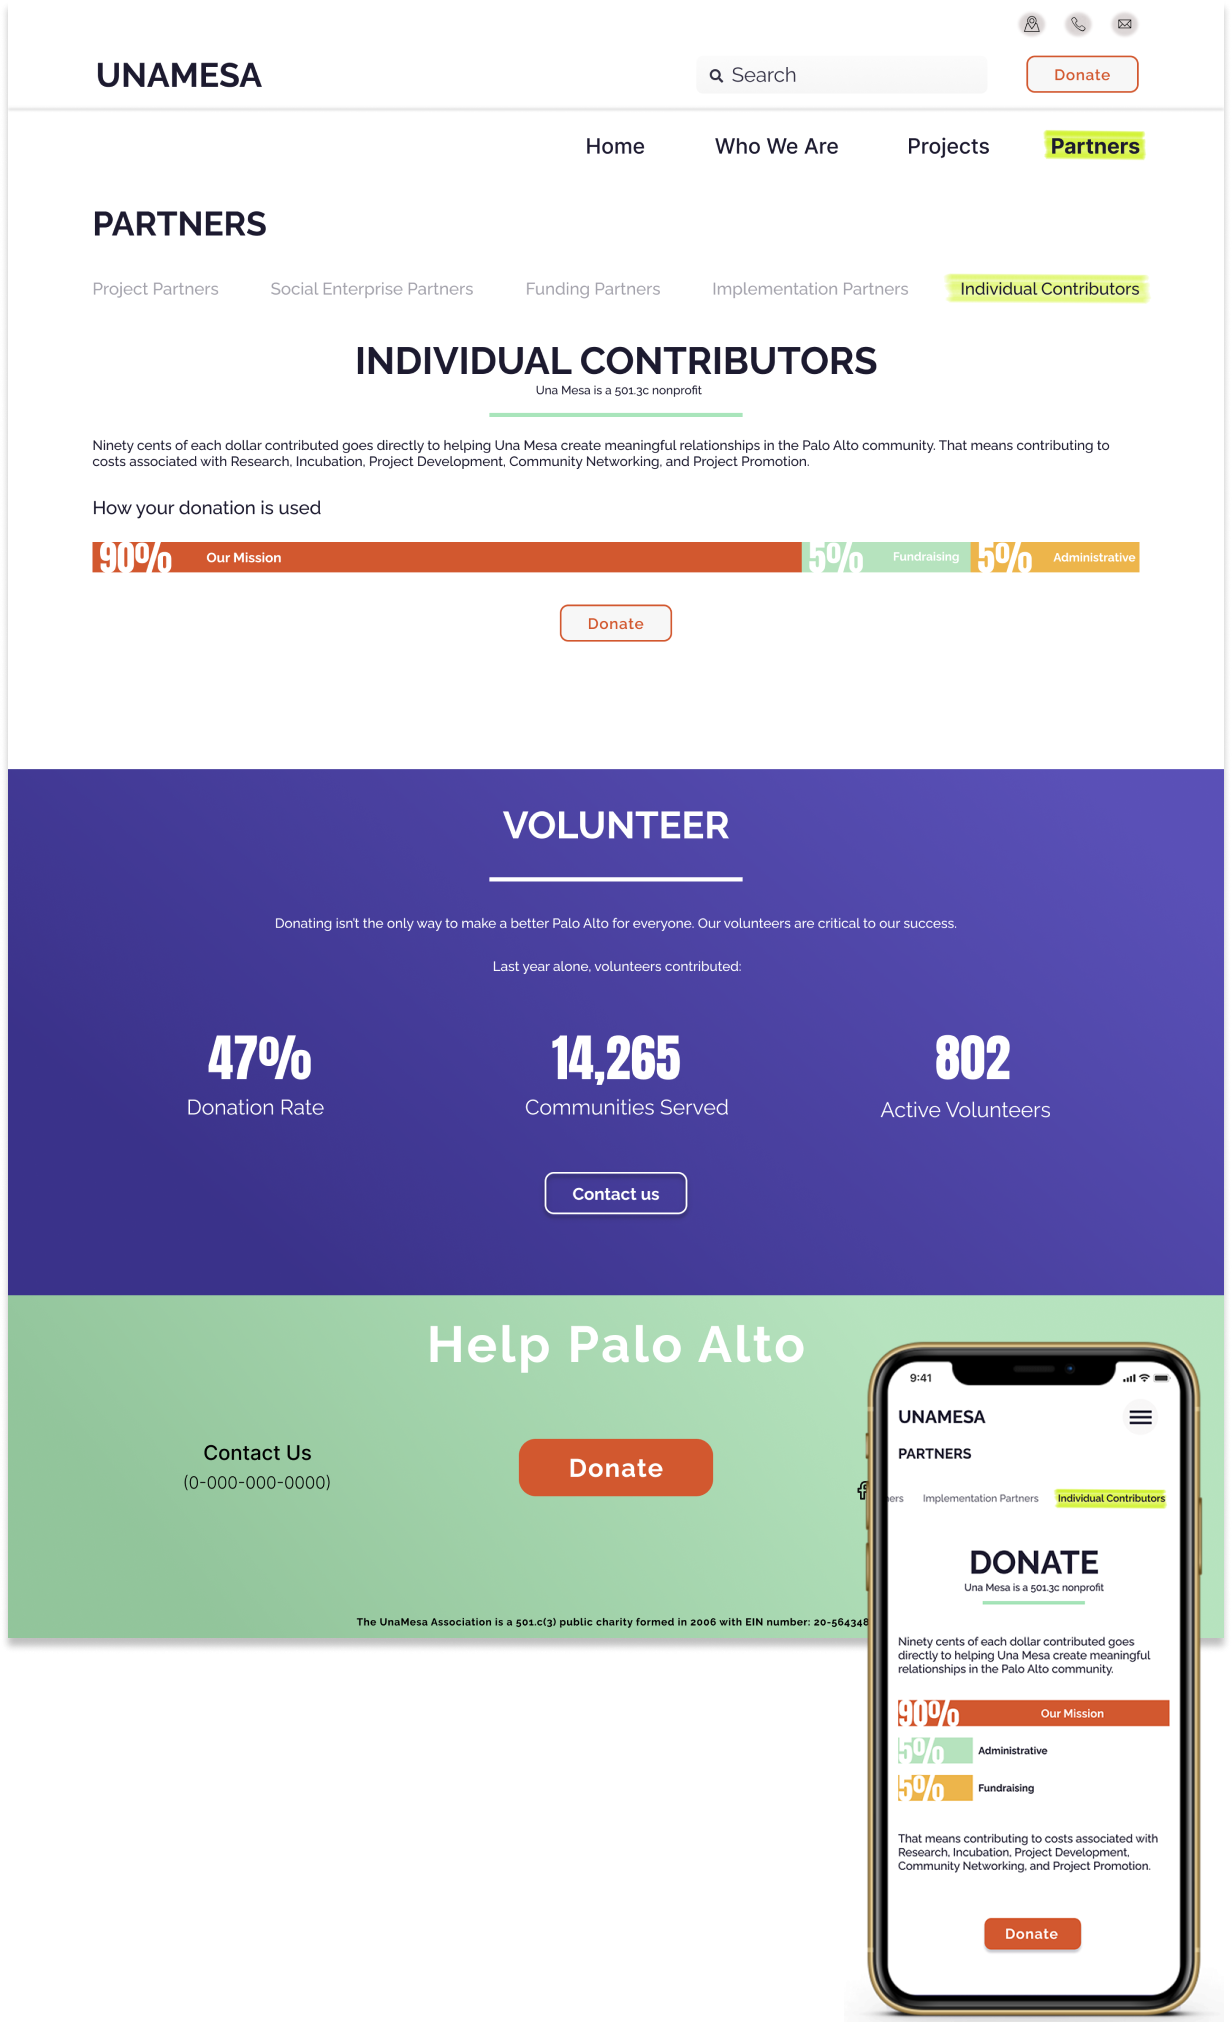 UNAMESA
Search
Donate
Home
Who We Are
Projects
Partners
PARTNERS
Project Partners
Social Enterprise Partners
Funding Partners
Implementation Partners
Individual Contributors
INDIVIDUAL CONTRIBUTORS
Una Mesa is a 501.3c nonprofit
Ninety cents of each dollar contributed goes directly to helping Una Mesa create meaningful relationships in the Palo Alto community. That means contributing to
costs associated with Research, Incubation, Project Development, Community Networking, and Project Promotion.
How your donation is used
90% Our Mission
5% Fundraising
5% Administrative
Donate
VOLUNTEER
Donating isn't the only way to make a better Palo Alto for everyone. Our volunteers are critical to our success.
Last year alone, volunteers contributed:
47%
Donation Rate
14,265
Communities Served
802
Active Volunteers
Contact us
Help Palo Alto
Contact Us
(0-000-000-0000)
Donate
The UnaMesa Association is a 501.c(3) public charity formed in 2006 with EIN number: 20-564348
9:41
UNAMESA
PARTNERS
ners
Implementation Partners
Individual Contributors
DONATE
Una Mesa is a 501.3c nonprofit
Ninety cents of each dollar contributed goes
directly to helping Una Mesa create meaningful
relationships in the Palo Alto community.
90% Our Mission
5% Administrative
5% Fundraising
That means contributing to costs associated with
Research, Incubation, Project Development,
Community Networking, and Project Promotion.
Donate